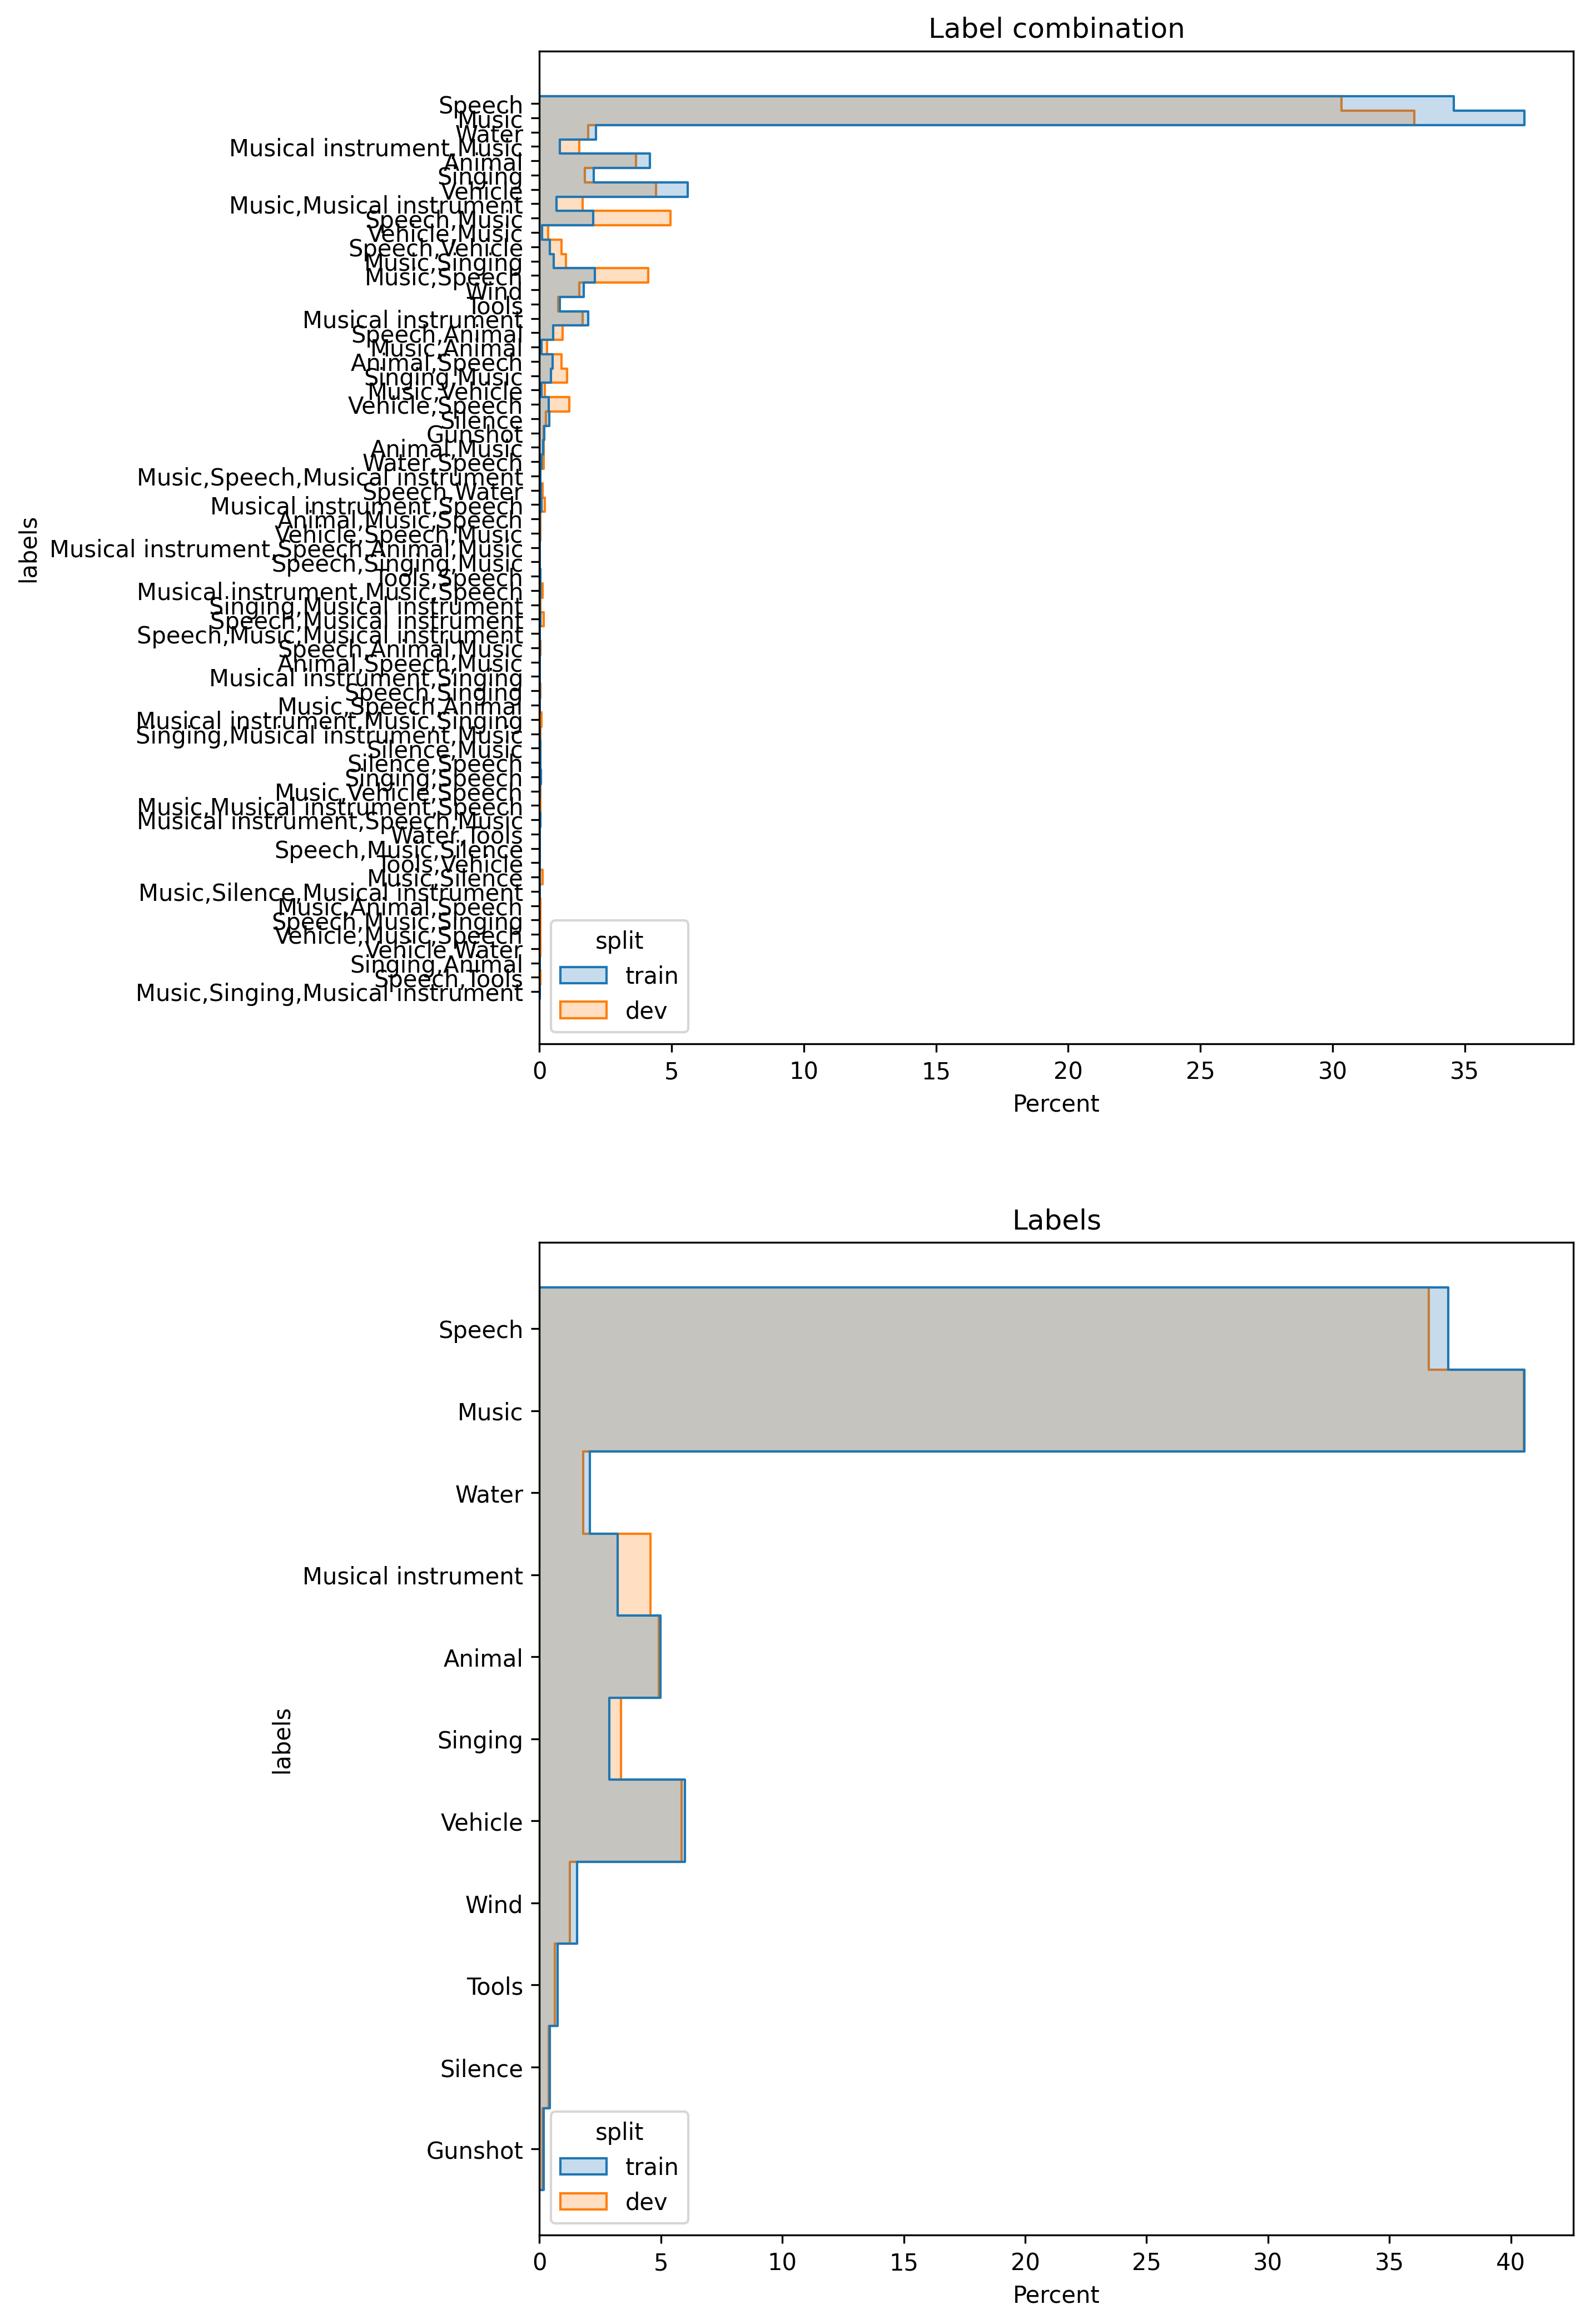 Label combination
Speech
Music
Water
Musical instrument,Music
Animal
Singing
Vehicle
Music,Musical instrument
Speech,Music
Vehicle,Music
Speech,Vehicle
Music,Singing
Music,Speech
Wind
Tools
Musical instrument
Speech,Animal
Music,Animal
Animal,Speech
Singing,Music
Music,Vehicle
Vehicle,Speech
Silence
Gunshot
Animal,Music
Water,Speech
Music,Speech,Musical instrument
Speech,Water
Musical instrument,Speech
Animal,Music,Speech
Vehicle,Speech,Music
Musical instrument,Speech,Animal,Music
Speech,Singing,Music
Tools,Speech
Musical instrument,Music,Speech
Singing,Musical instrument
Speech,Musical instrument
Speech,Music,Musical instrument
Speech,Animal,Music
Animal,Speech,Music
Musical instrument,Singing
Speech,Singing
Music,Speech,Animal
Musical instrument,Music,Singing
Singing,Musical instrument,Music
Silence,Music
Silence,Speech
Singing,Speech
Music,Vehicle,Speech
Music,Musical instrument,Speech
Musical instrument,Speech,Music
Water,Tools
Speech,Music,Silence
Tools,Vehicle
Music,Silence
Music,Silence,Musical instrument
Music,Animal,Speech
Speech,Music,Singing
Vehicle,Music,Speech
Vehicle,Water
Singing,Animal
Speech,Tools
Music,Singing,Musical instrument
labels
split
train
dev
0 5 10 15 20 25 30 35
Percent
Labels
Speech
Music
Water
Musical instrument
Animal
Singing
Vehicle
Wind
Tools
Silence
Gunshot
labels
split
train
dev
0 5 10 15 20 25 30 35 40
Percent